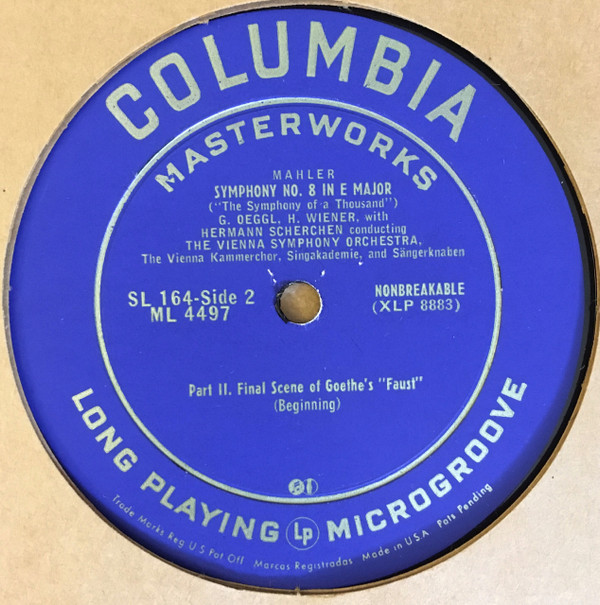 COLUMBIA
MASTERWORKS
MAHLER
SYMPHONY NO. 8 IN E MAJOR
("The Symphony of a Thousand")
G. OEGGL, H. WIENER, with
HERMANN SCHERCHEN conducting
THE VIENNA SYMPHONY ORCHESTRA,
The Vienna Kammerchor, Singakademie, and Sängerknaben
SL 164-Side 2
ML 4497
NONBREAKABLE
(XLP 8883)
Part II. Final Scene of Goethe's "Faust"
(Beginning)
LONG PLAYING Lp MICROGROOVE
Trade Marks Reg U S Pat Off Marcas Registradas Made in U.S.A Pats Pending